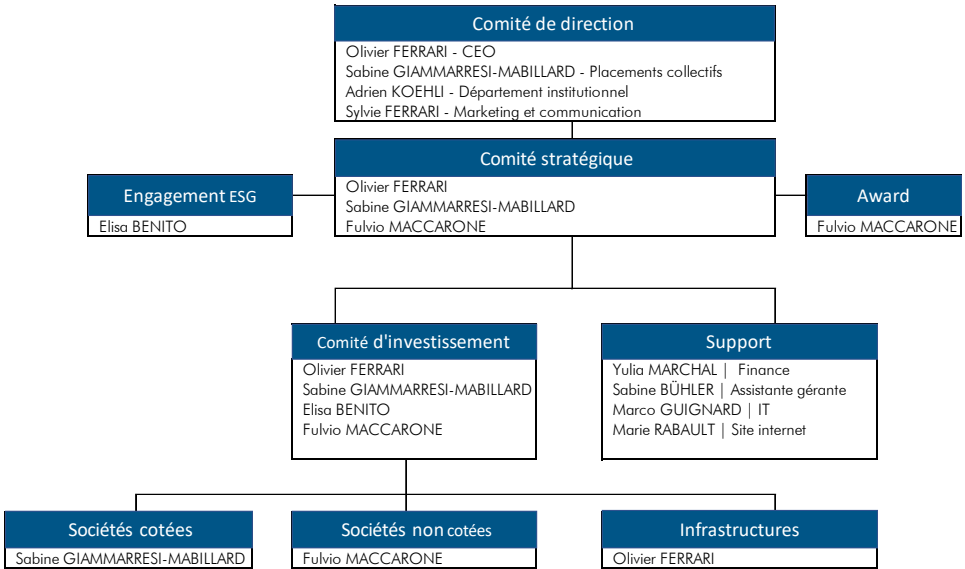 Comité de direction
Olivier FERRARI - CEO
Sabine GIAMMARRESI-MABILLARD - Placements collectifs
Adrien KOEHLI - Département institutionnel
Sylvie FERRARI - Marketing et communication
Comité stratégique
Olivier FERRARI
Sabine GIAMMARRESI-MABILLARD
Fulvio MACCARONE
Engagement ESG
Elisa BENITO
Award
Fulvio MACCARONE
Comité d'investissement
Olivier FERRARI
Sabine GIAMMARRESI-MABILLARD
Elisa BENITO
Fulvio MACCARONE
Support
Yulia MARCHAL | Finance
Sabine BÜHLER | Assistante gérante
Marco GUIGNARD | IT
Marie RABAULT | Site internet
Sociétés cotées
Sabine GIAMMARRESI-MABILLARD
Sociétés non cotées
Fulvio MACCARONE
Infrastructures
Olivier FERRARI